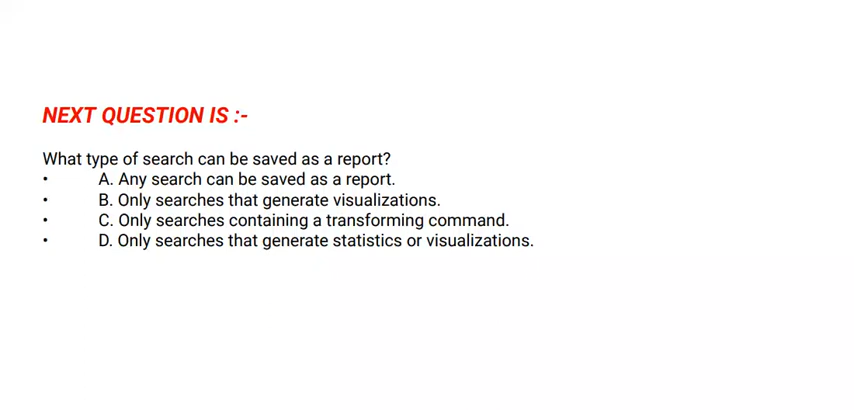 NEXT QUESTION IS :-
What type of search can be saved as a report?
• A. Any search can be saved as a report.
• B. Only searches that generate visualizations.
• C. Only searches containing a transforming command.
• D. Only searches that generate statistics or visualizations.